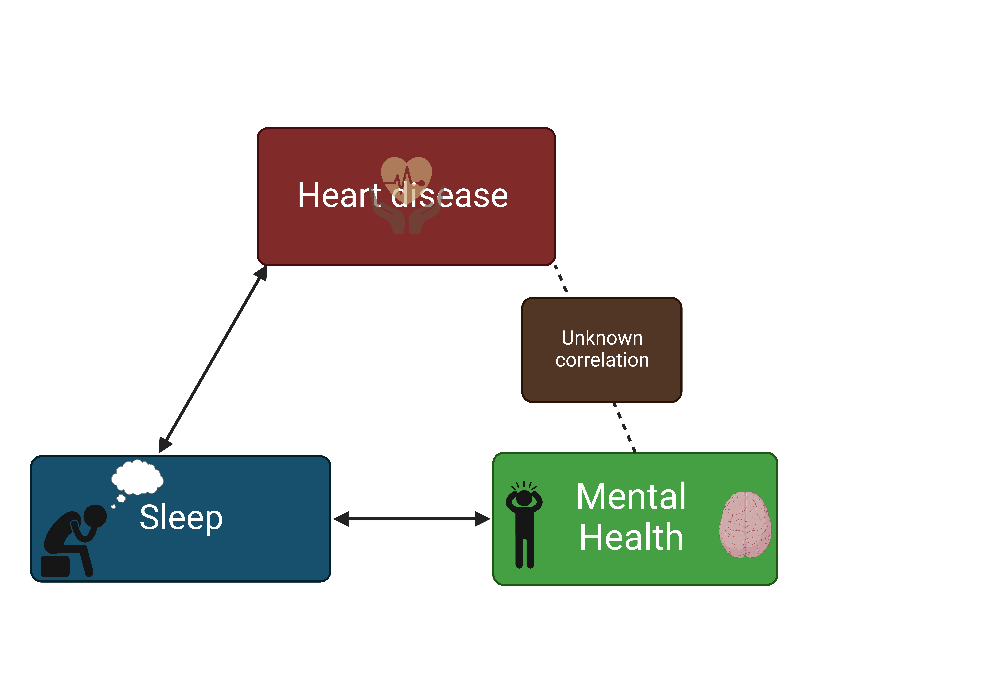 Heart disease
Unknown
correlation
Sleep
Mental
Health